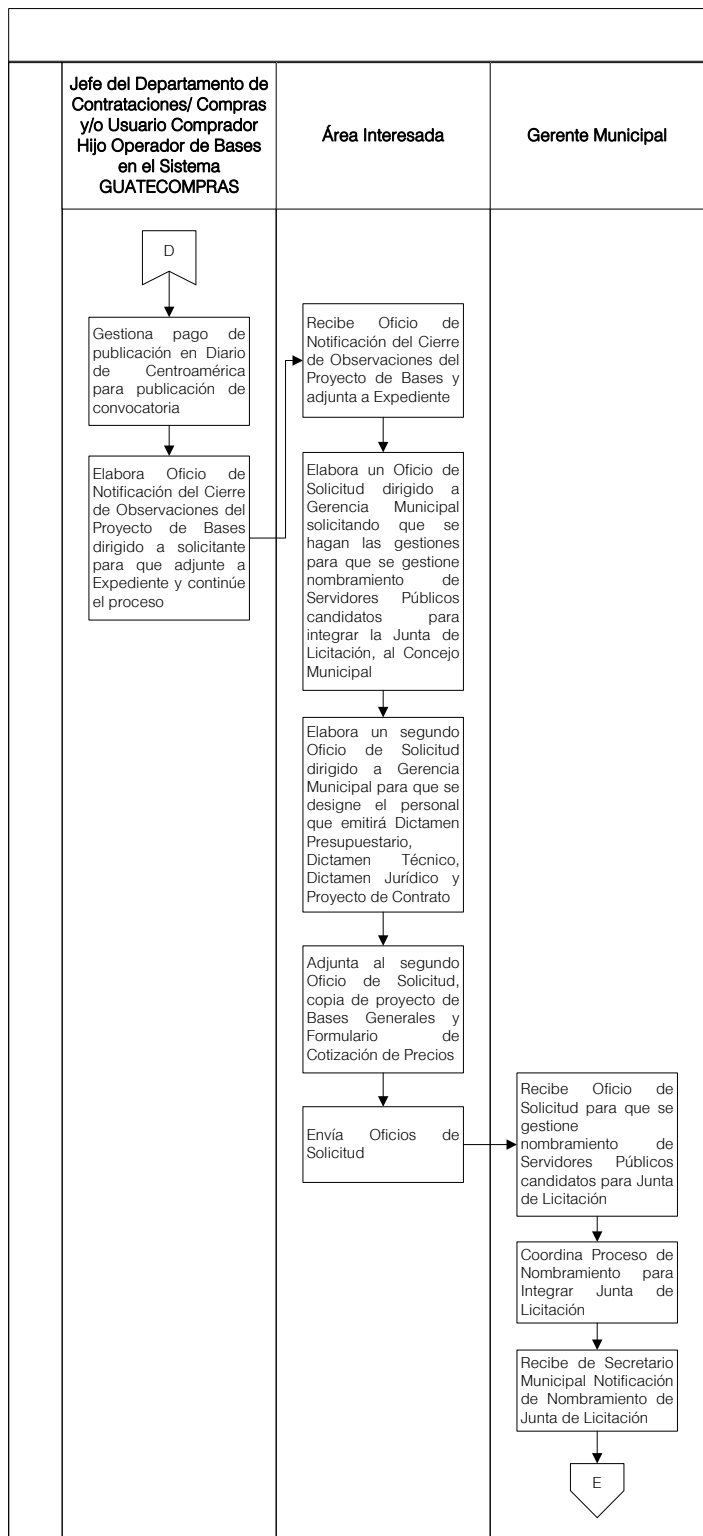 Jefe del Departamento de
Contrataciones/ Compras
y/o Usuario Comprador
Hijo Operador de Bases
en el Sistema
GUATECOMPRAS
Área Interesada
Gerente Municipal
D
Gestiona pago de
publicación en Diario
de Centroamérica
para publicación de
convocatoria
Elabora Oficio de
Notificación del Cierre
de Observaciones del
Proyecto de Bases
dirigido a solicitante
para que adjunte a
Expediente y continúe
el proceso
Recibe Oficio de
Notificación del Cierre
de Observaciones del
Proyecto de Bases y
adjunta a Expediente
Elabora un Oficio de
Solicitud dirigido a
Gerencia Municipal
solicitando que se
hagan las gestiones
para que se gestione
nombramiento de
Servidores Públicos
candidatos para
integrar la Junta de
Licitación, al Concejo
Municipal
Elabora un segundo
Oficio de Solicitud
dirigido a Gerencia
Municipal para que se
designe el personal
que emitirá Dictamen
Presupuestario,
Dictamen Técnico,
Dictamen Jurídico y
Proyecto de Contrato
Adjunta al segundo
Oficio de Solicitud,
copia de proyecto de
Bases Generales y
Formulario de
Cotización de Precios
Envía Oficios de
Solicitud
Recibe Oficio de
Solicitud para que se
gestione
nombramiento de
Servidores Públicos
candidatos para Junta
de Licitación
Coordina Proceso de
Nombramiento para
Integrar Junta de
Licitación
Recibe de Secretario
Municipal Notificación
de Nombramiento de
Junta de Licitación
E